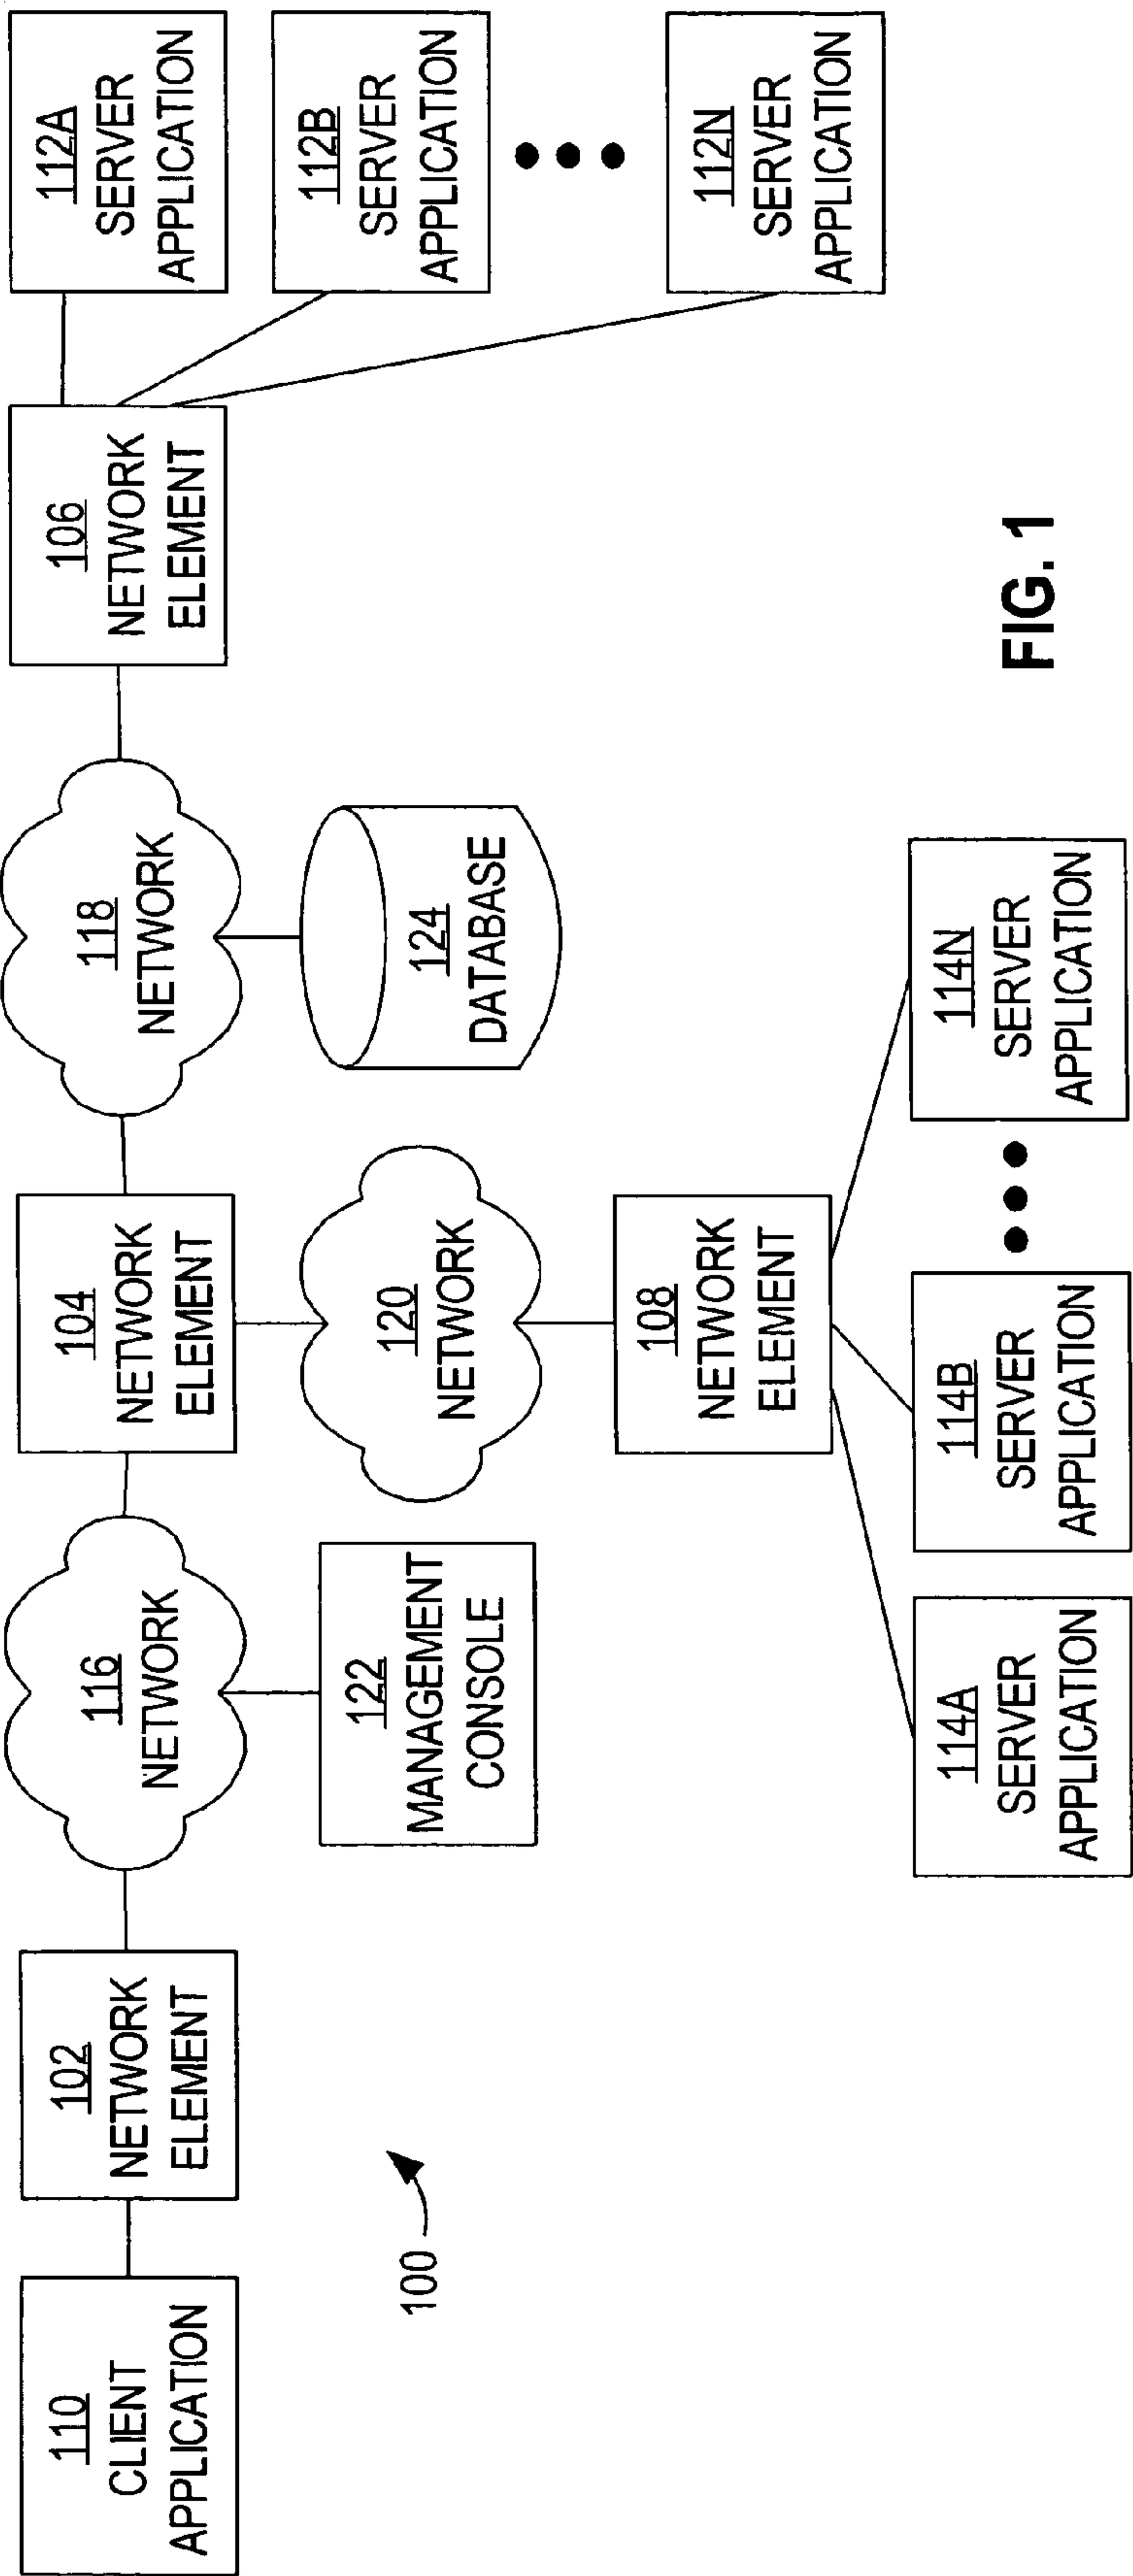 110
CLIENT
APPLICATION
102
NETWORK
ELEMENT
116
NETWORK
104
NETWORK
ELEMENT
118
NETWORK
106
NETWORK
ELEMENT
112A
SERVER
APPLICATION
112B
SERVER
APPLICATION
112N
SERVER
APPLICATION
122
MANAGEMENT
CONSOLE
120
NETWORK
124
DATABASE
100
108
NETWORK
ELEMENT
114A
SERVER
APPLICATION
114B
SERVER
APPLICATION
114N
SERVER
APPLICATION
FIG. 1